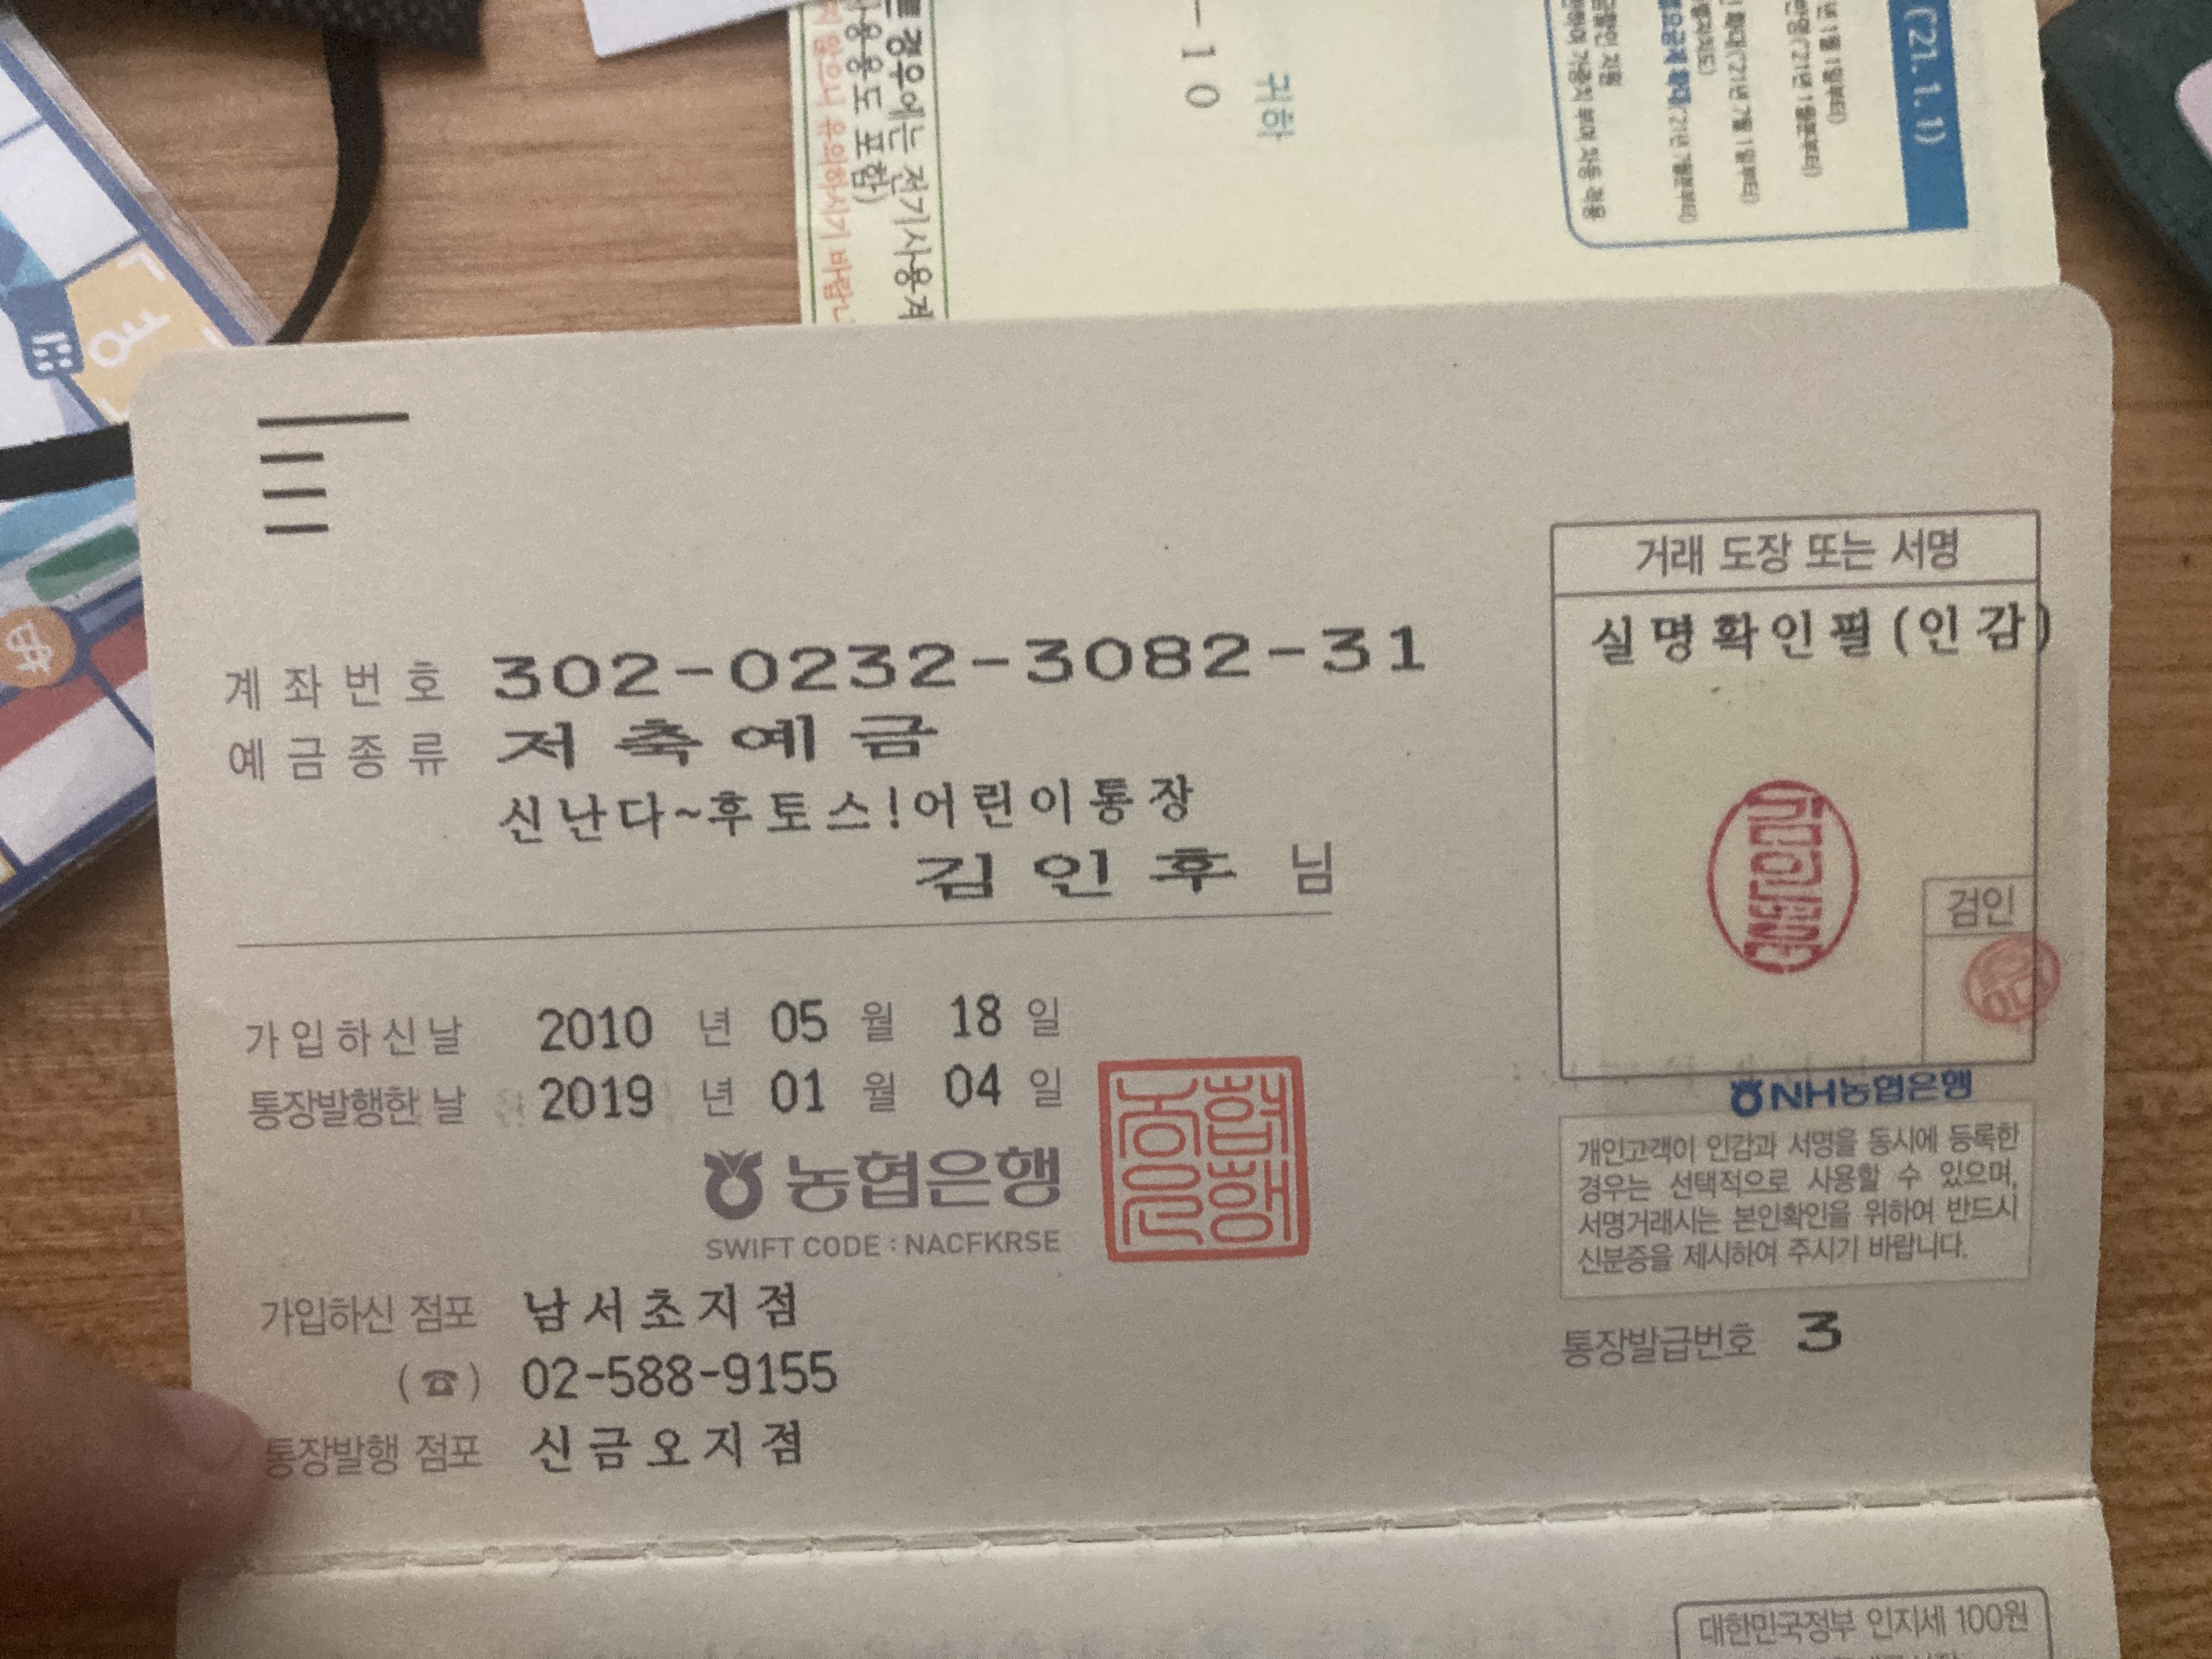 계 좌 번 호 302-0232-3082-31
예 금 종 류 저 축 예 금
신난다~후토스!어린이통장
김 인 후 님
가 입 하 신 날 2010 년 05 월 18 일
통장발행한날 2019 년 01 월 04 일
농협은행
SWIFT CODE : NACFKRSE
가입하신 점포 남서초지점
(☎) 02-588-9155
통장발행 점포 신금오지점
거래 도장 또는 서명
실명확인필(인감)
검인
NH농협은행
개인고객이 인감과 서명을 동시에 등록한
경우는 선택적으로 사용할 수 있으며,
서명거래시는 본인확인을 위하여 반드시
신분증을 제시하여 주시기 바랍니다.
통장발급번호 3
대한민국정부 인지세 100원
귀하
-10
('21.1.1)